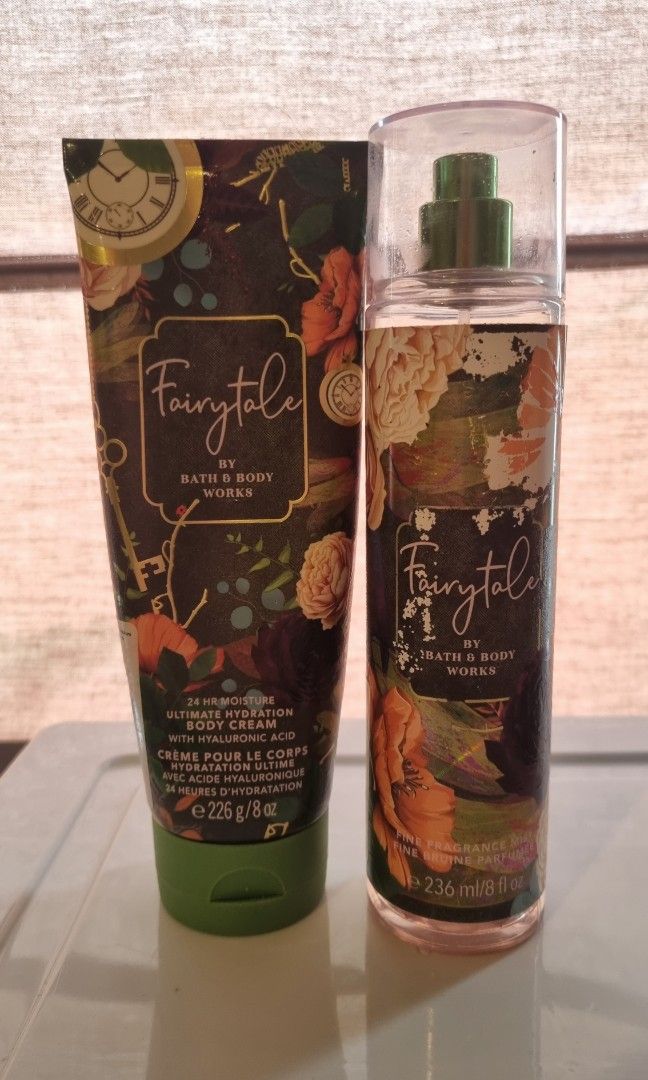 Fairytale
BY
BATH & BODY
WORKS
24 HR MOISTURE
ULTIMATE HYDRATION
BODY CREAM
WITH HYALURONIC ACID
CRÈME POUR LE CORPS
HYDRATATION ULTIME
AVEC ACIDE HYALURONIQUE
24 HEURES D'HYDRATATION
e 226 g/8 oz
Fairytale
BY
BATH & BODY
WORKS
FINE FRAGRANCE MIST
FINE BRUINE PARFUMÉE
e 236 ml/8 fl oz